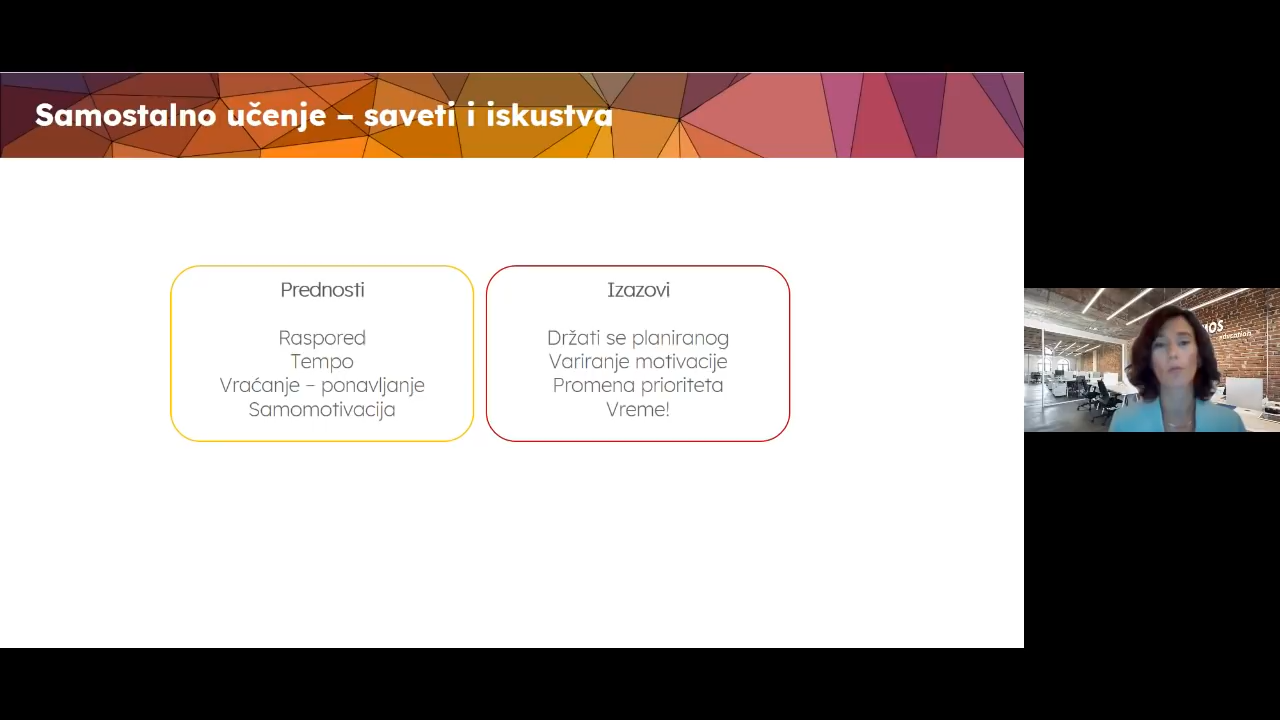 Samostalno učenje – saveti i iskustva
Prednosti
Raspored
Tempo
Vraćanje – ponavljanje
Samomotivacija
Izazovi
Držati se planiranog
Variranje motivacije
Promena prioriteta
Vreme!
education